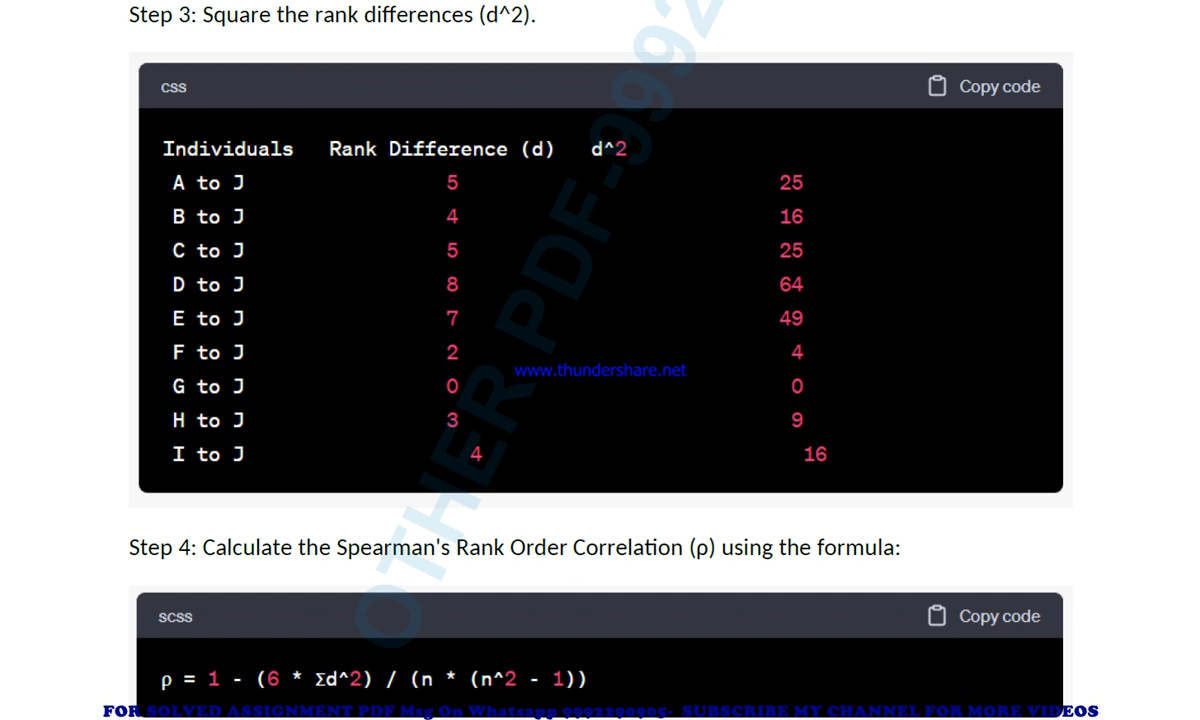 Step 3: Square the rank differences (d^2).
css Copy code
Individuals Rank Difference (d) d^2
A to J 5 25
B to J 4 16
C to J 5 25
D to J 8 64
E to J 7 49
F to J 2 4
www.thundershare.net
G to J 0 0
H to J 3 9
I to J 4 16
OTHER PDF-9992
Step 4: Calculate the Spearman's Rank Order Correlation (ρ) using the formula:
scss Copy code
ρ = 1 - (6 * Σd^2) / (n * (n^2 - 1))
FOR SOLVED ASSIGNMENT PDF Msg On Whatsapp 9992290905- SUBSCRIBE MY CHANNEL FOR MORE VIDEOS